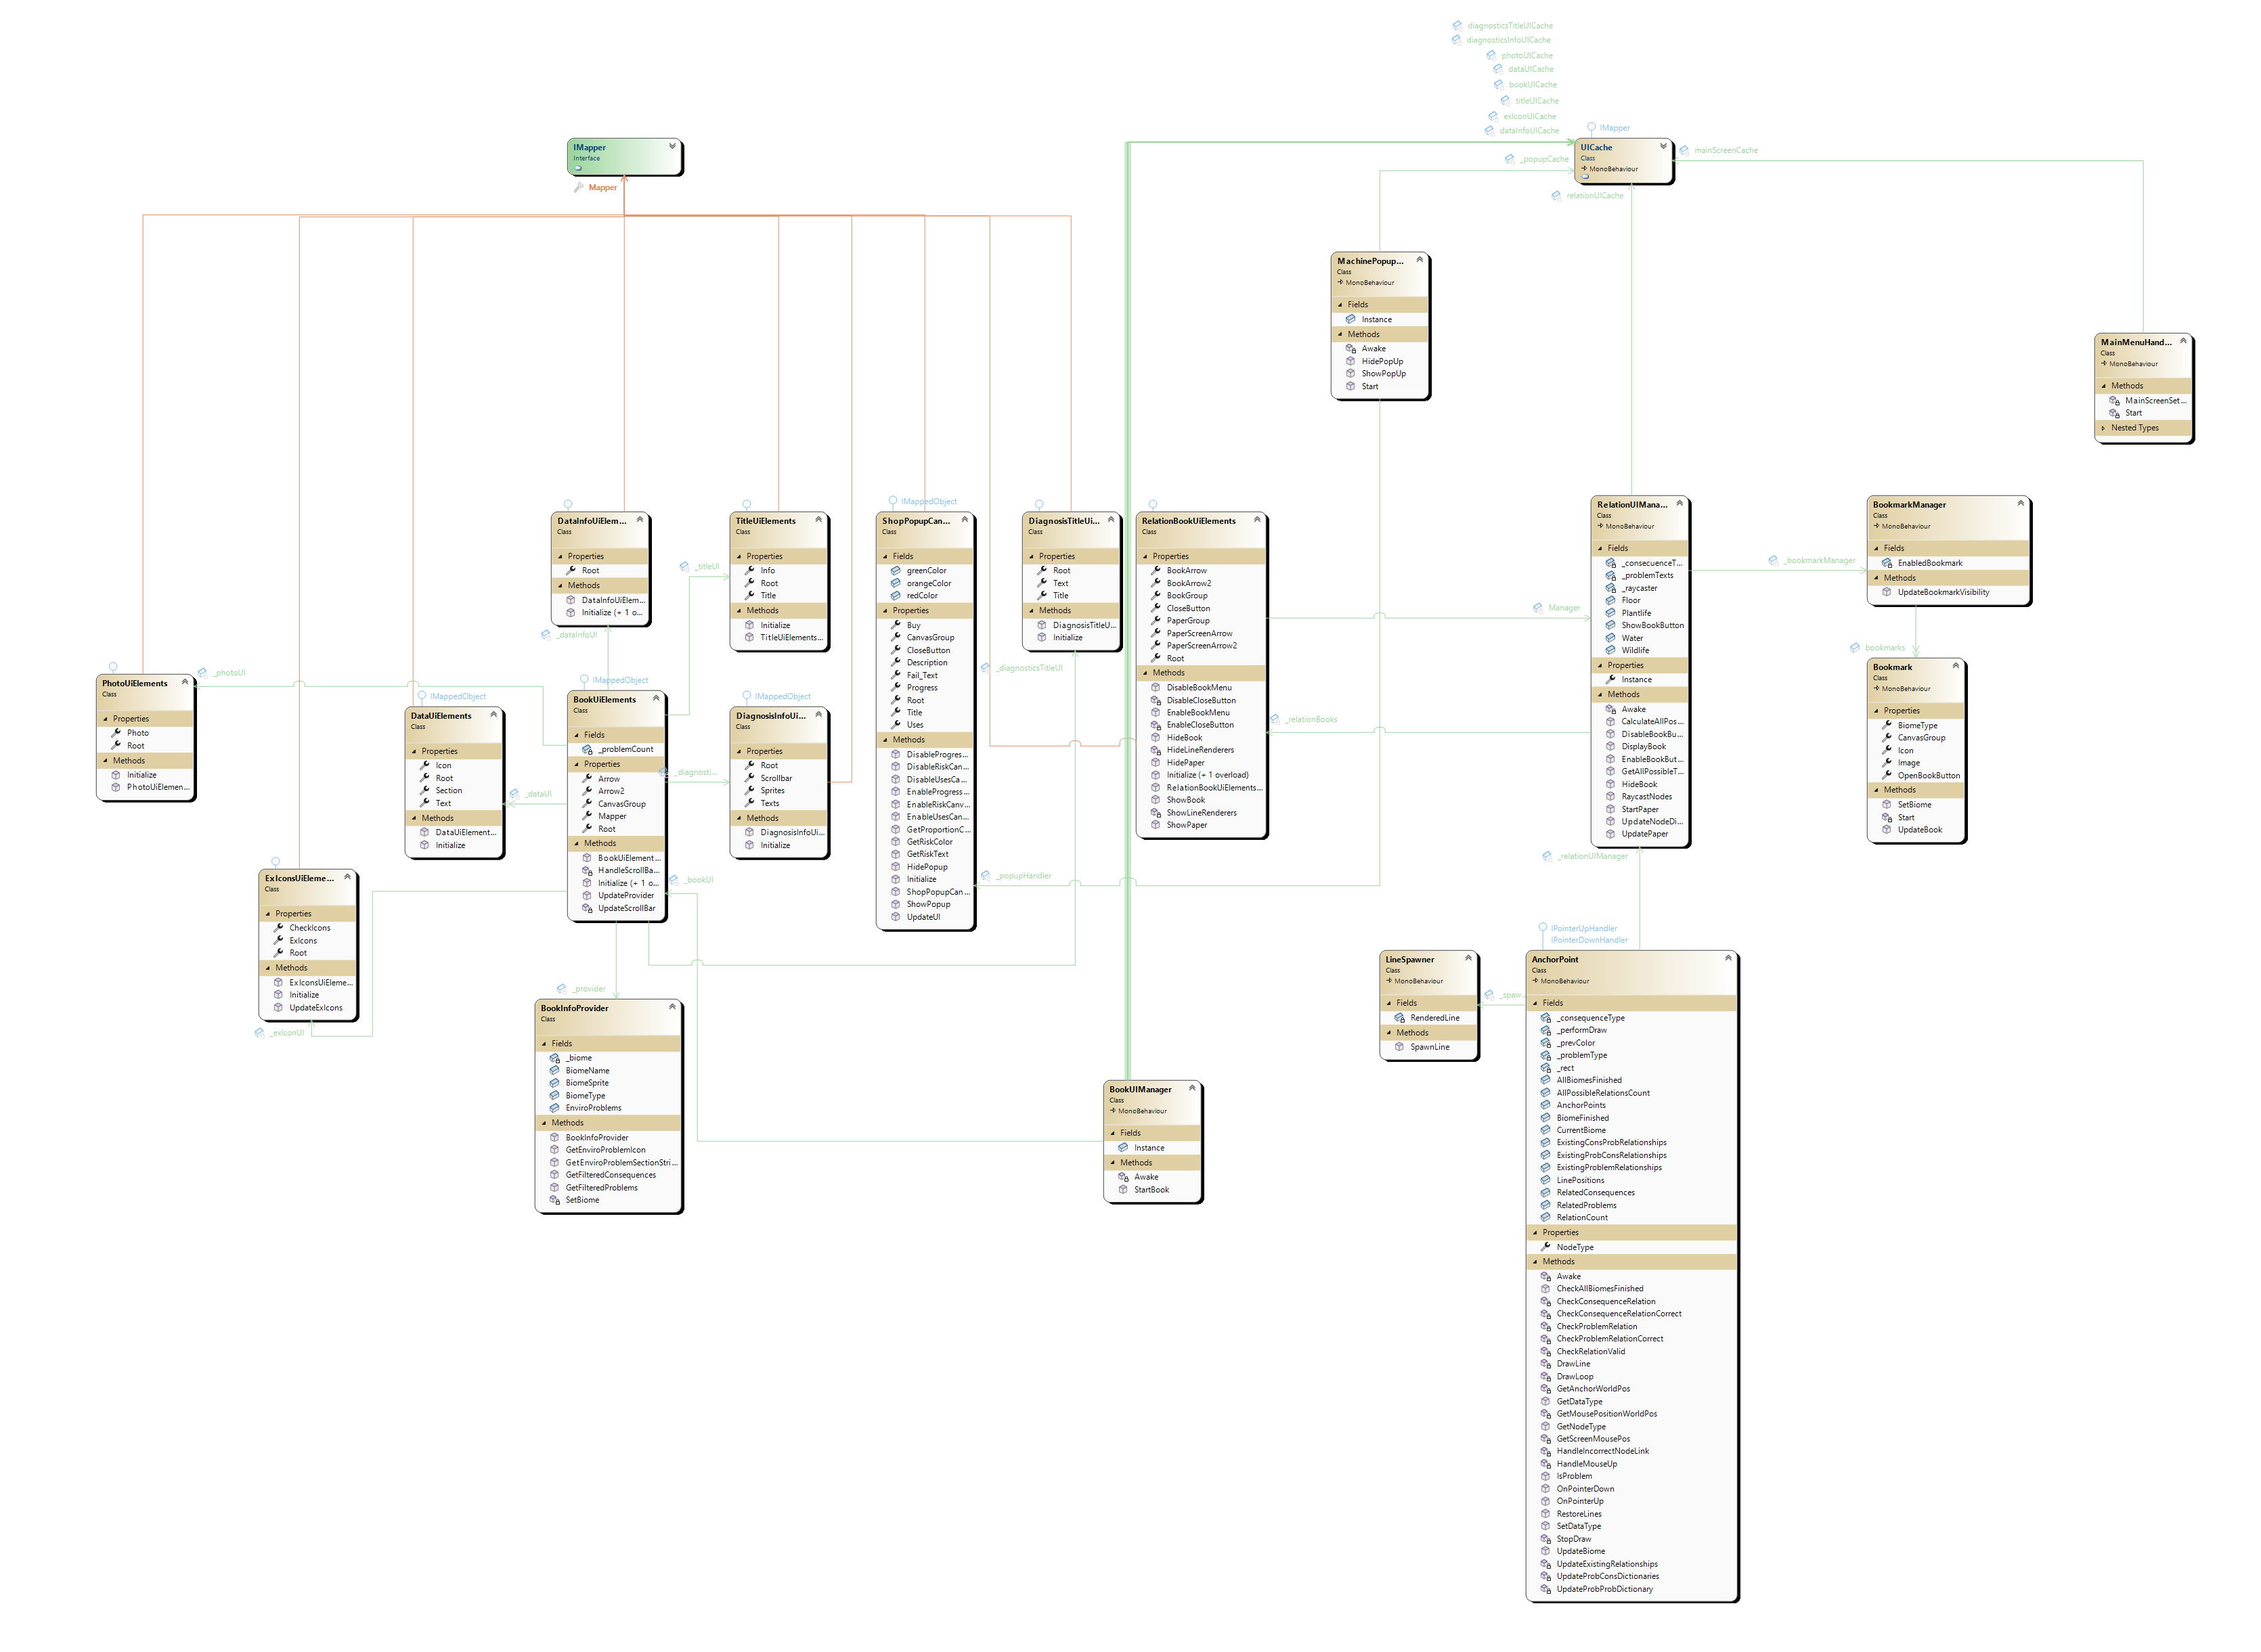 diagnosticsTitleUICache
diagnosticsInfoUICache
photoUICache
dataUICache
bookUICache
titleUICache
exIconUICache
dataInfoUICache
IMapper
IMapper
Interface
Mapper
UICache
Class
MonoBehaviour
mainScreenCache
_popupCache
relationUICache
MachinePopup...
Class
MonoBehaviour
Fields
Instance
Methods
Awake
HidePopUp
ShowPopUp
Start
MainMenuHand...
Class
MonoBehaviour
Methods
MainScreenSet...
Start
Nested Types
DataInfoUiElem...
Class
Properties
Root
Methods
DataInfoUiElem...
Initialize (+ 1 o...
_dataInfoUI
_titleUI
TitleUiElements
Class
Properties
Info
Root
Title
Methods
Initialize
TitleUiElements...
IMappedObject
ShopPopupCan...
Class
Fields
greenColor
orangeColor
redColor
Properties
Buy
CanvasGroup
CloseButton
Description
Fail_Text
Progress
Root
Title
Uses
Methods
DisableProgres...
DisableRiskCan...
DisableUsesCa...
EnableProgress...
EnableRiskCanv...
EnableUsesCan...
GetProportionC...
GetRiskColor
GetRiskText
HidePopup
Initialize
ShopPopupCan...
ShowPopup
UpdateUI
DiagnosisTitleUi...
Class
Properties
Root
Text
Title
Methods
DiagnosisTitleU...
Initialize
_diagnosticsTitleUI
RelationBookUiElements
Class
Properties
BookArrow
BookArrow2
BookGroup
CloseButton
PaperGroup
PaperScreenArrow
PaperScreenArrow2
Root
Methods
DisableBookMenu
DisableCloseButton
EnableBookMenu
EnableCloseButton
HideBook
HideLineRenderers
HidePaper
Initialize (+ 1 overload)
RelationBookUiElements...
ShowBook
ShowLineRenderers
ShowPaper
Manager
_relationBooks
RelationUIMana...
Class
MonoBehaviour
Fields
_consecuenceT...
_problemTexts
_raycaster
Floor
Plantlife
ShowBookButton
Water
Wildlife
Properties
Instance
Methods
Awake
CalculateAllPos...
DisableBookBu...
DisplayBook
EnableBookBut...
GetAllPossibleT...
HideBook
RaycastNodes
StartPaper
UpdateNodeDi...
UpdatePaper
_bookmarkManager
BookmarkManager
Class
MonoBehaviour
Fields
EnabledBookmark
Methods
UpdateBookmarkVisibility
bookmarks
Bookmark
Class
MonoBehaviour
Properties
BiomeType
CanvasGroup
Icon
Image
OpenBookButton
Methods
SetBiome
Start
UpdateBook
_photoUI
PhotoUiElements
Class
Properties
Photo
Root
Methods
Initialize
PhotoUiElemen...
IMappedObject
DataUiElements
Class
Properties
Icon
Root
Section
Text
Methods
DataUiElement...
Initialize
_dataUI
IMappedObject
BookUiElements
Class
Fields
_problemCount
Properties
Arrow
Arrow2
CanvasGroup
Mapper
Root
Methods
BookUiElement...
HandleScrollBa...
Initialize (+ 1 o...
UpdateProvider
UpdateScrollBar
_diagnosti...
_bookUI
IMappedObject
DiagnosisInfoUi...
Class
Properties
Root
Scrollbar
Sprites
Texts
Methods
DiagnosisInfoUi...
Initialize
_popupHandler
ExIconsUiEleme...
Class
Properties
CheckIcons
ExIcons
Root
Methods
ExIconsUiEleme...
Initialize
UpdateExIcons
_exIconUI
_provider
BookInfoProvider
Class
Fields
_biome
BiomeName
BiomeSprite
BiomeType
EnviroProblems
Methods
BookInfoProvider
GetEnviroProblemIcon
GetEnviroProblemSectionStri...
GetFilteredConsequences
GetFilteredProblems
SetBiome
BookUIManager
Class
MonoBehaviour
Fields
Instance
Methods
Awake
StartBook
LineSpawner
Class
MonoBehaviour
Fields
RenderedLine
Methods
SpawnLine
_spaw...
_relationUIManager
IPointerUpHandler
IPointerDownHandler
AnchorPoint
Class
MonoBehaviour
Fields
_consequenceType
_performDraw
_prevColor
_problemType
_rect
AllBiomesFinished
AllPossibleRelationsCount
AnchorPoints
BiomeFinished
CurrentBiome
ExistingConsProbRelationships
ExistingProbConsRelationships
ExistingProblemRelationships
LinePositions
RelatedConsequences
RelatedProblems
RelationCount
Properties
NodeType
Methods
Awake
CheckAllBiomesFinished
CheckConsequenceRelation
CheckConsequenceRelationCorrect
CheckProblemRelation
CheckProblemRelationCorrect
CheckRelationValid
DrawLine
DrawLoop
GetAnchorWorldPos
GetDataType
GetMousePositionWorldPos
GetNodeType
GetScreenMousePos
HandleIncorrectNodeLink
HandleMouseUp
IsProblem
OnPointerDown
OnPointerUp
RestoreLines
SetDataType
StopDraw
UpdateBiome
UpdateExistingRelationships
UpdateProbConsDictionaries
UpdateProbProbDictionary